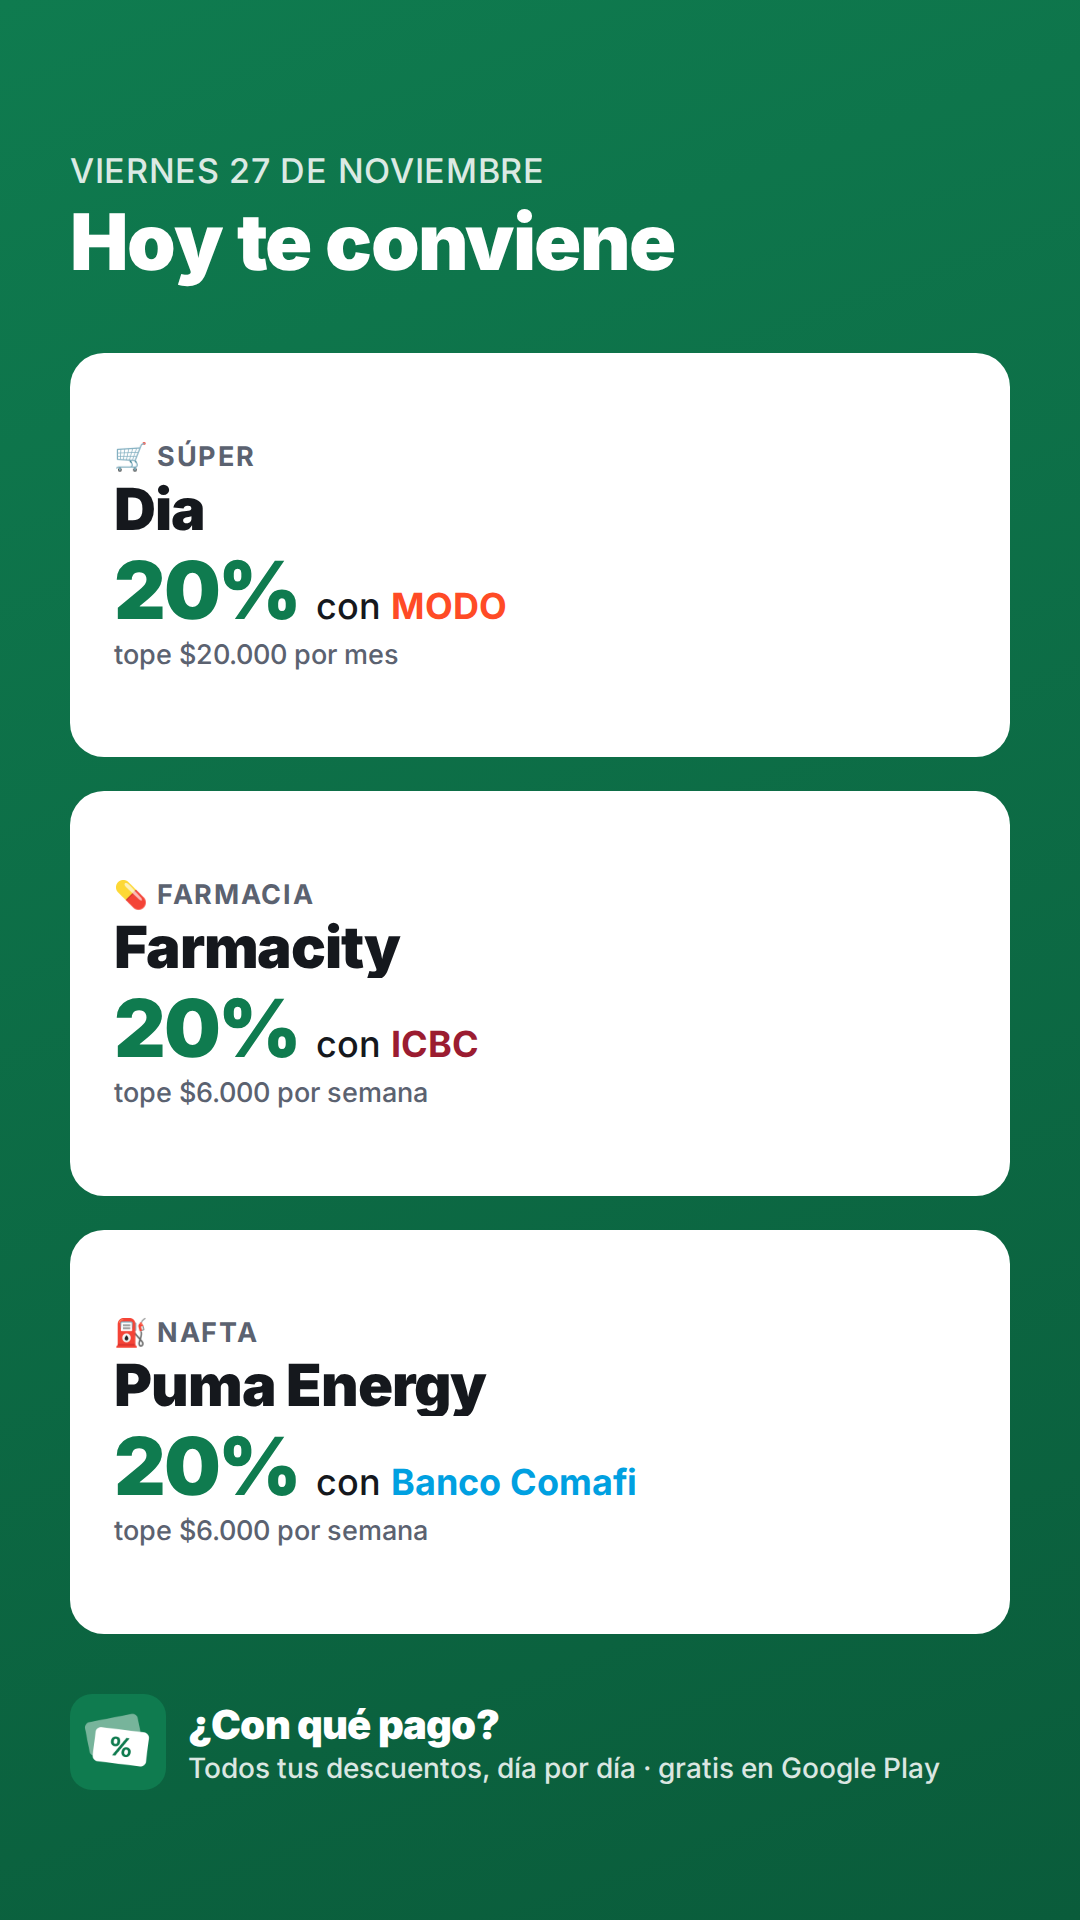 VIERNES 27 DE NOVIEMBRE
Hoy te conviene
🛒 SÚPER
Dia
20% con MODO
tope $20.000 por mes
💊 FARMACIA
Farmacity
20% con ICBC
tope $6.000 por semana
⛽ NAFTA
Puma Energy
20% con Banco Comafi
tope $6.000 por semana
%
¿Con qué pago?
Todos tus descuentos, día por día · gratis en Google Play